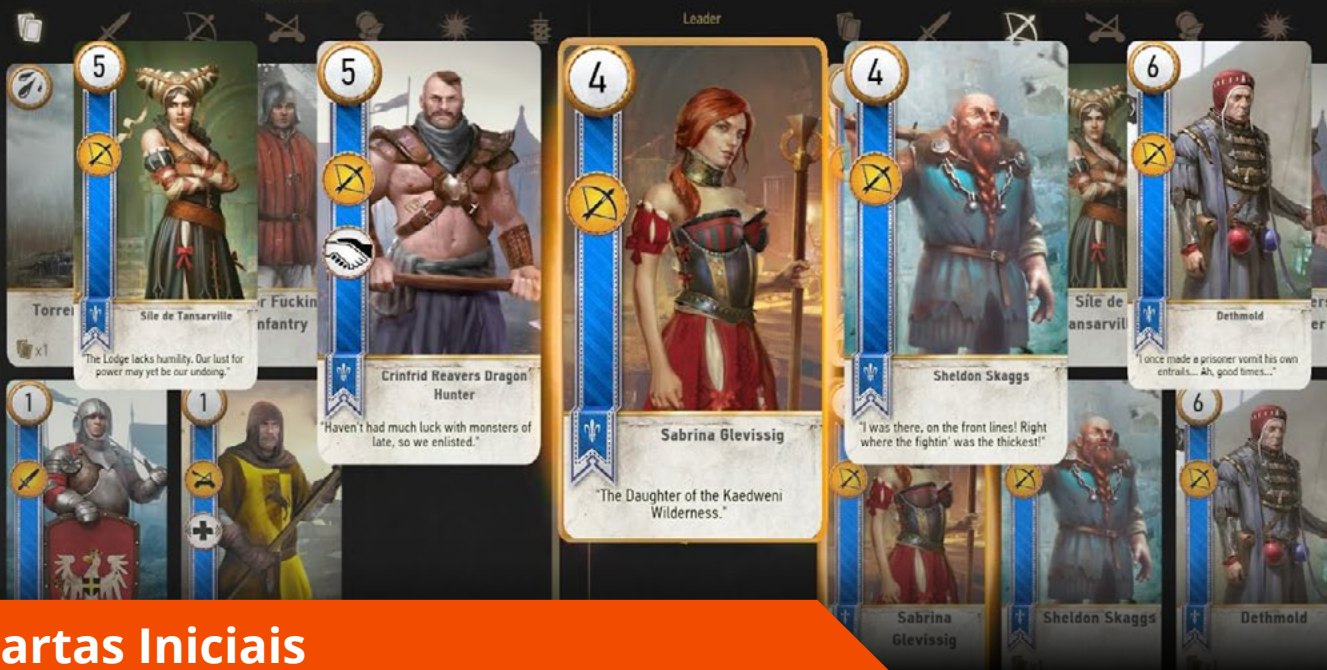 Leader
5
Síle de Tansarville
"The Lodge lacks humility. Our lust for
power may yet be our undoing."
5
Crinfrid Reavers Dragon
Hunter
"Haven't had much luck with monsters of
late, so we enlisted."
4
Sabrina Glevissig
"The Daughter of the Kaedweni
Wilderness."
4
Sheldon Skaggs
"I was there, on the front lines! Right
where the fightin' was the thickest!"
6
Dethmold
"I once made a prisoner vomit his own
entrails... Ah, good times..."
Torre
x1
r Fuckin
nfantry
Síle de
ansarvil
1
1
6
Sabrina
Glevissig
Sheldon Skaggs
Dethmold
artas Iniciais